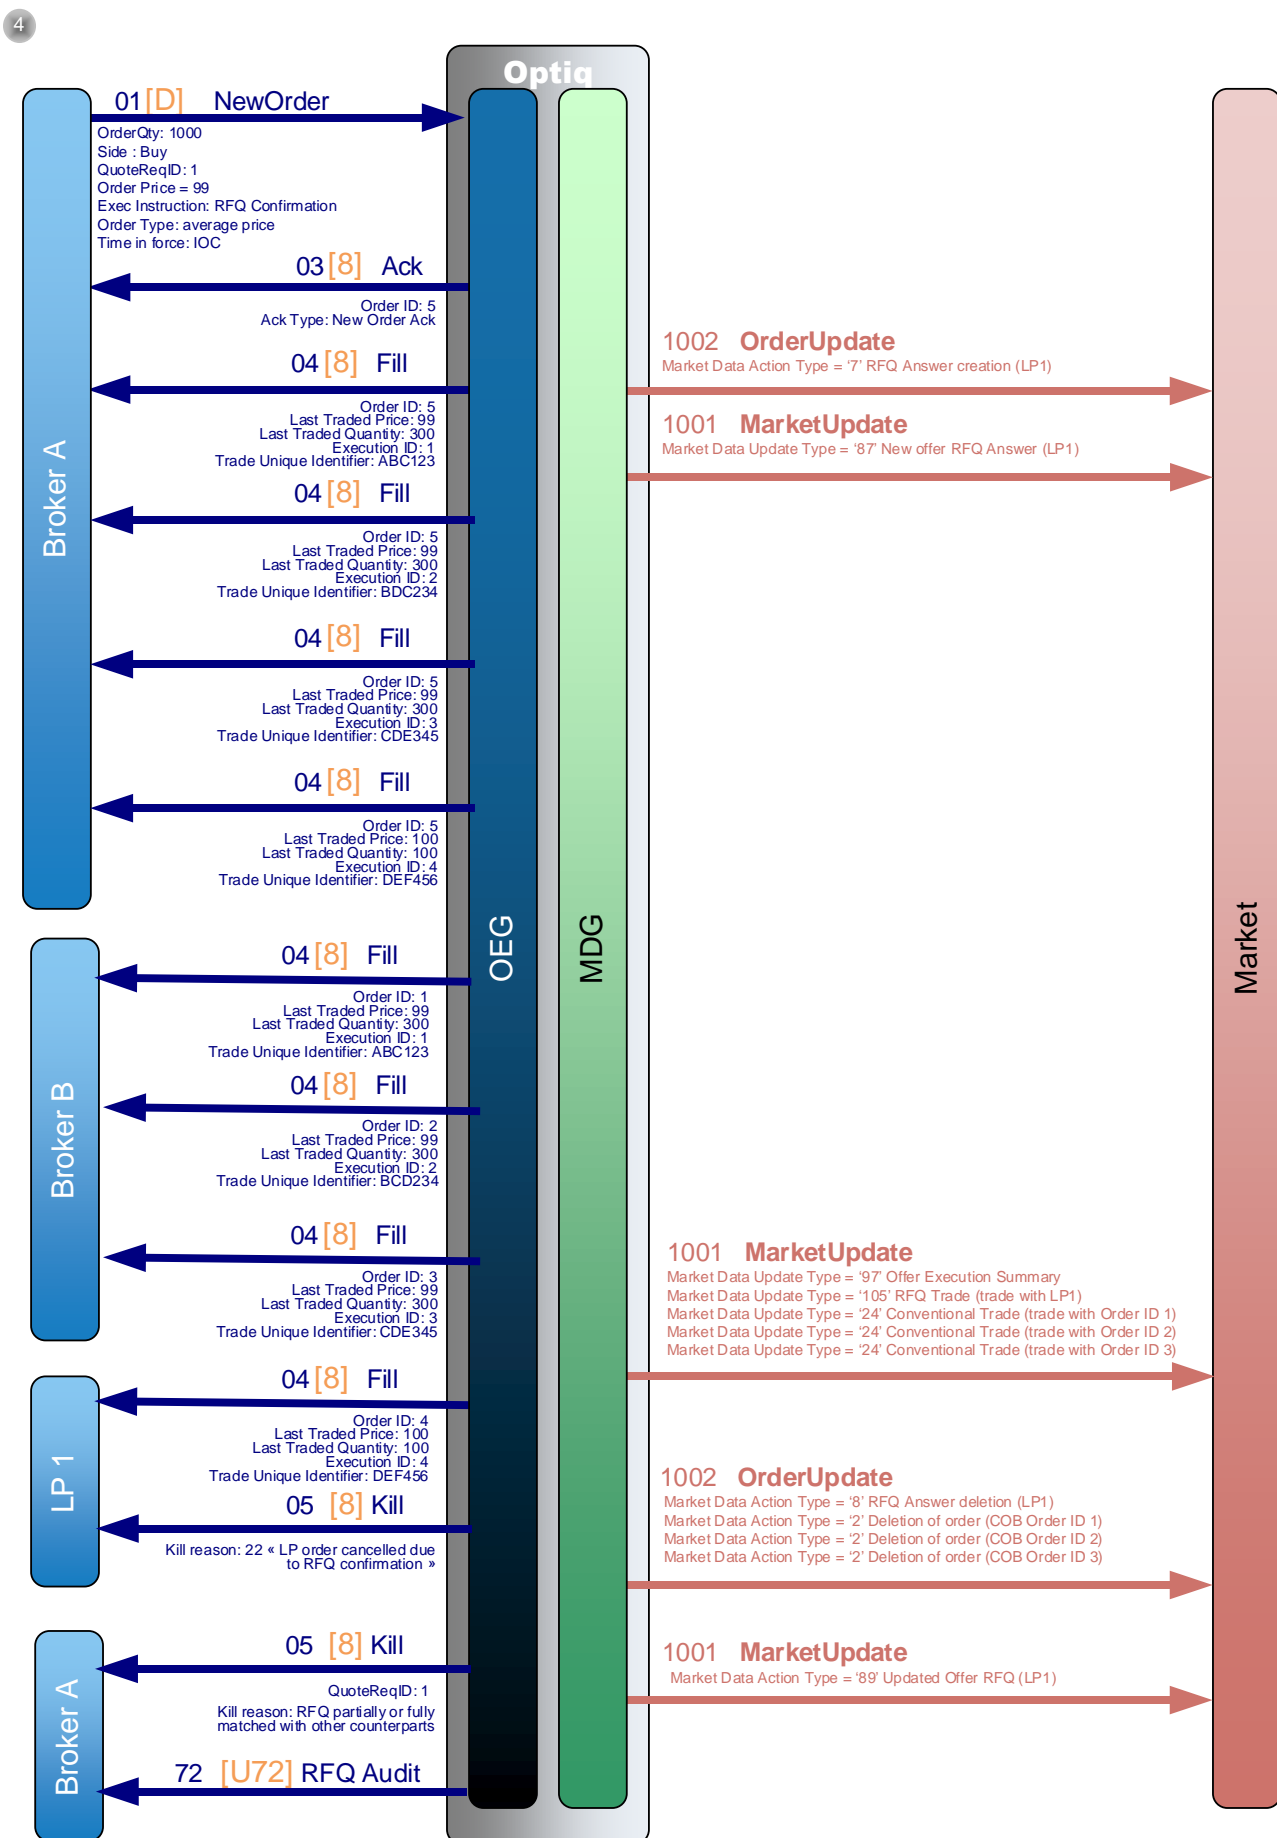 4
Optiq
01 [D] NewOrder
OrderQty: 1000
Side : Buy
QuoteReqID: 1
Order Price = 99
Exec Instruction: RFQ Confirmation
Order Type: average price
Time in force: IOC
03 [8] Ack
Order ID: 5
Ack Type: New Order Ack
04 [8] Fill
Order ID: 5
Last Traded Price: 99
Last Traded Quantity: 300
Execution ID: 1
Trade Unique Identifier: ABC123
04 [8] Fill
Order ID: 5
Last Traded Price: 99
Last Traded Quantity: 300
Execution ID: 2
Trade Unique Identifier: BDC234
04 [8] Fill
Order ID: 5
Last Traded Price: 99
Last Traded Quantity: 300
Execution ID: 3
Trade Unique Identifier: CDE345
04 [8] Fill
Order ID: 5
Last Traded Price: 100
Last Traded Quantity: 100
Execution ID: 4
Trade Unique Identifier: DEF456
Broker A
04 [8] Fill
Order ID: 1
Last Traded Price: 99
Last Traded Quantity: 300
Execution ID: 1
Trade Unique Identifier: ABC123
04 [8] Fill
Order ID: 2
Last Traded Price: 99
Last Traded Quantity: 300
Execution ID: 2
Trade Unique Identifier: BCD234
04 [8] Fill
Order ID: 3
Last Traded Price: 99
Last Traded Quantity: 300
Execution ID: 3
Trade Unique Identifier: CDE345
Broker B
04 [8] Fill
Order ID: 4
Last Traded Price: 100
Last Traded Quantity: 100
Execution ID: 4
Trade Unique Identifier: DEF456
05 [8] Kill
Kill reason: 22 « LP order cancelled due
to RFQ confirmation »
LP 1
05 [8] Kill
QuoteReqID: 1
Kill reason: RFQ partially or fully
matched with other counterparts
72 [U72] RFQ Audit
Broker A
OEG
MDG
1002 OrderUpdate
Market Data Action Type = ‘7’ RFQ Answer creation (LP1)
1001 MarketUpdate
Market Data Update Type = ‘87’ New offer RFQ Answer (LP1)
1001 MarketUpdate
Market Data Update Type = ‘97’ Offer Execution Summary
Market Data Update Type = ‘105’ RFQ Trade (trade with LP1)
Market Data Update Type = ‘24’ Conventional Trade (trade with Order ID 1)
Market Data Update Type = ‘24’ Conventional Trade (trade with Order ID 2)
Market Data Update Type = ‘24’ Conventional Trade (trade with Order ID 3)
1002 OrderUpdate
Market Data Action Type = ‘8’ RFQ Answer deletion (LP1)
Market Data Action Type = ‘2’ Deletion of order (COB Order ID 1)
Market Data Action Type = ‘2’ Deletion of order (COB Order ID 2)
Market Data Action Type = ‘2’ Deletion of order (COB Order ID 3)
1001 MarketUpdate
Market Data Action Type = ‘89’ Updated Offer RFQ (LP1)
Market